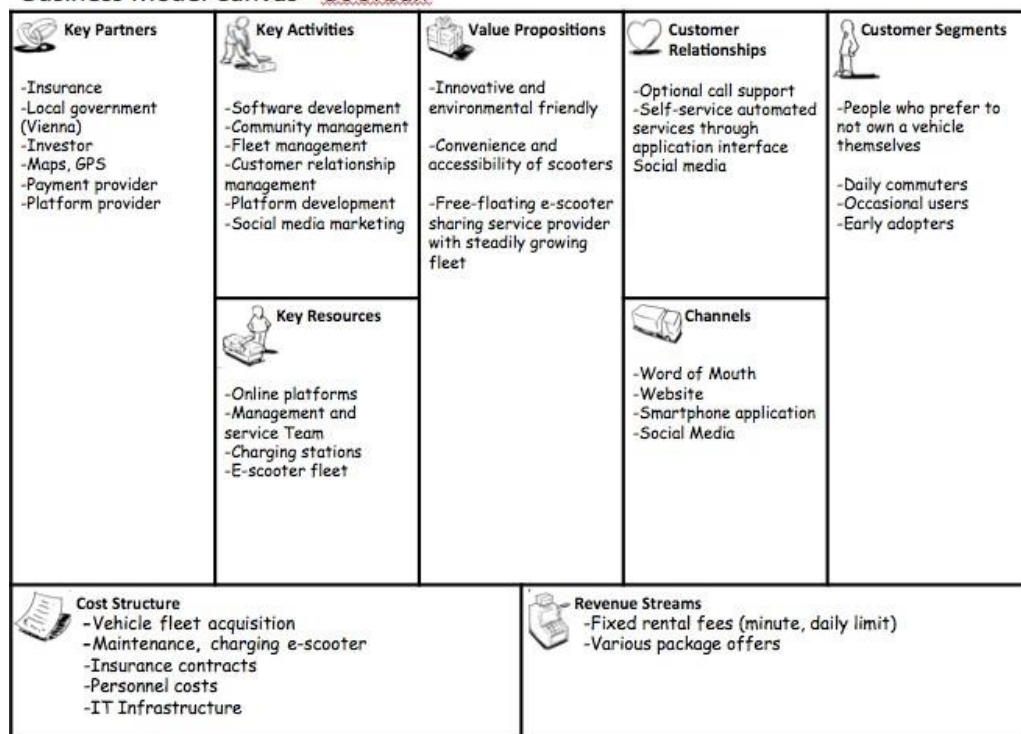 Key Partners
-Insurance
-Local government
(Vienna)
-Investor
-Maps, GPS
-Payment provider
-Platform provider
Key Activities
-Software development
-Community management
-Fleet management
-Customer relationship
management
-Platform development
-Social media marketing
Key Resources
-Online platforms
-Management and
service Team
-Charging stations
-E-scooter fleet
Value Propositions
-Innovative and
environmental friendly
-Convenience and
accessibility of scooters
-Free-floating e-scooter
sharing service provider
with steadily growing
fleet
Customer
Relationships
-Optional call support
-Self-service automated
services through
application interface
Social media
Channels
-Word of Mouth
-Website
-Smartphone application
-Social Media
Customer Segments
-People who prefer to
not own a vehicle
themselves
-Daily commuters
-Occasional users
-Early adopters
Cost Structure
-Vehicle fleet acquisition
-Maintenance, charging e-scooter
-Insurance contracts
-Personnel costs
-IT Infrastructure
Revenue Streams
-Fixed rental fees (minute, daily limit)
-Various package offers